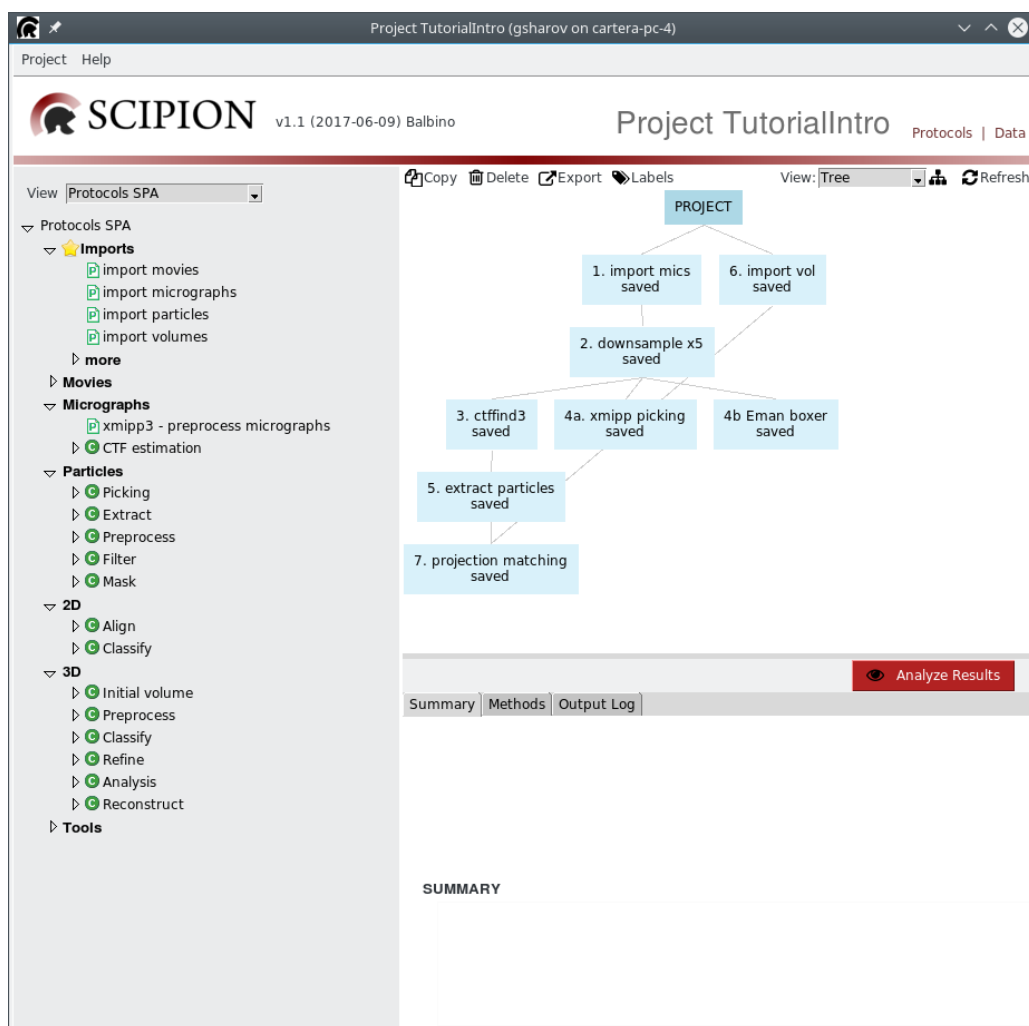 Project TutorialIntro (gsharov on cartera-pc-4)
Project Help
SCIPION v1.1 (2017-06-09) Balbino
Project TutorialIntro Protocols | Data
View Protocols SPA
Protocols SPA
Imports
import movies
import micrographs
import particles
import volumes
more
Movies
Micrographs
xmipp3 - preprocess micrographs
CTF estimation
Particles
Picking
Extract
Preprocess
Filter
Mask
2D
Align
Classify
3D
Initial volume
Preprocess
Classify
Refine
Analysis
Reconstruct
Tools
Copy Delete Export Labels View: Tree Refresh
PROJECT
1. import mics
saved
6. import vol
saved
2. downsample x5
saved
3. ctffind3
saved
4a. xmipp picking
saved
4b Eman boxer
saved
5. extract particles
saved
7. projection matching
saved
Analyze Results
Summary Methods Output Log
SUMMARY